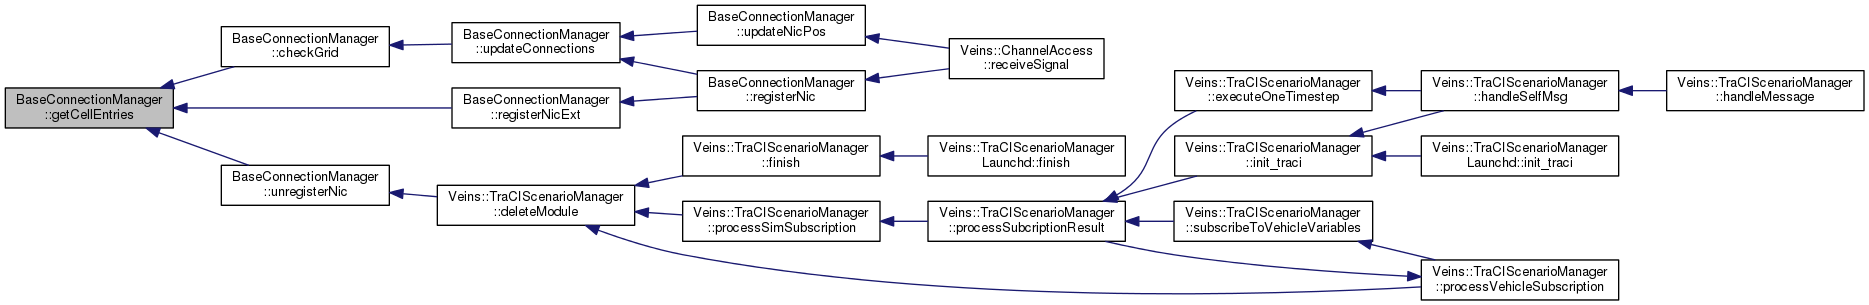 BaseConnectionManager
::getCellEntries
BaseConnectionManager
::checkGrid
BaseConnectionManager
::updateConnections
BaseConnectionManager
::updateNicPos
Veins::ChannelAccess
::receiveSignal
BaseConnectionManager
::registerNic
BaseConnectionManager
::registerNicExt
BaseConnectionManager
::unregisterNic
Veins::TraCIScenarioManager
::deleteModule
Veins::TraCIScenarioManager
::finish
Veins::TraCIScenarioManager
Launchd::finish
Veins::TraCIScenarioManager
::processSimSubscription
Veins::TraCIScenarioManager
::processSubcriptionResult
Veins::TraCIScenarioManager
::executeOneTimestep
Veins::TraCIScenarioManager
::handleSelfMsg
Veins::TraCIScenarioManager
::handleMessage
Veins::TraCIScenarioManager
::init_traci
Veins::TraCIScenarioManager
Launchd::init_traci
Veins::TraCIScenarioManager
::subscribeToVehicleVariables
Veins::TraCIScenarioManager
::processVehicleSubscription